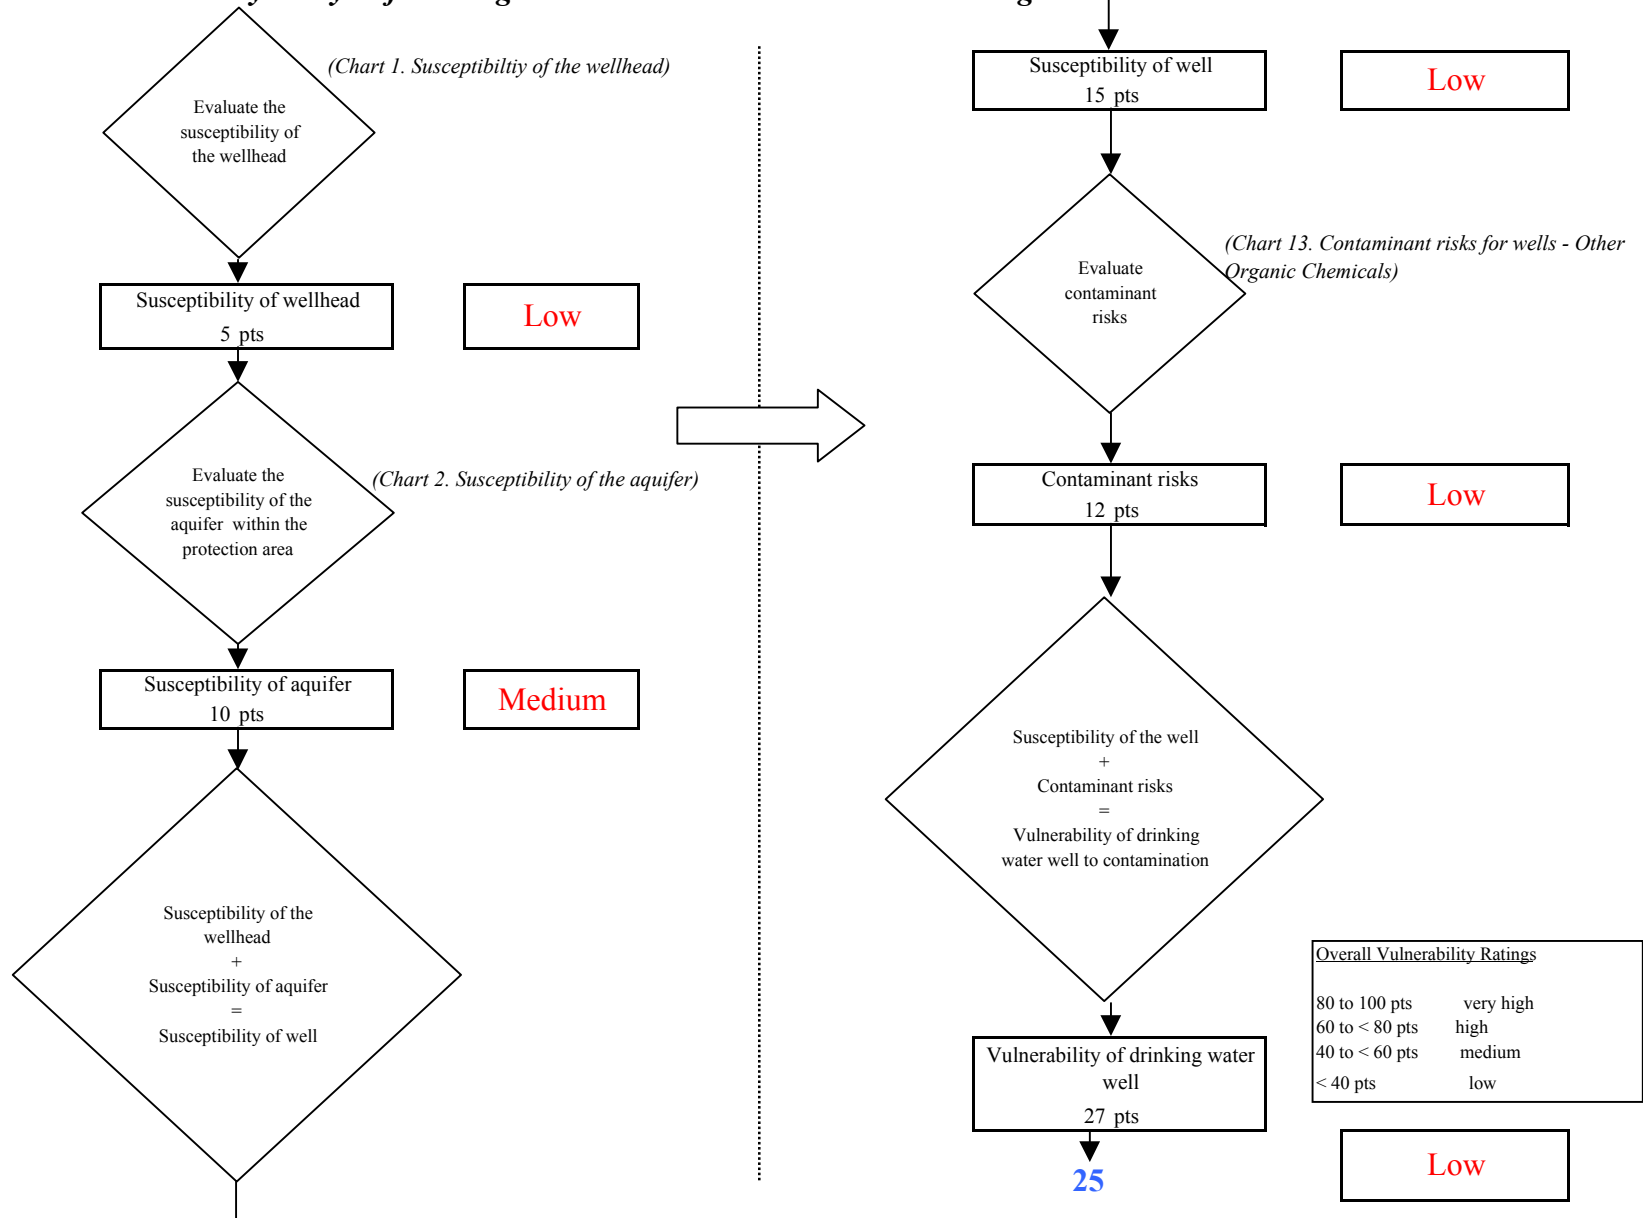 (Chart 1. Susceptibiltiy of the wellhead)
Evaluate the
susceptibility of
the wellhead
Susceptibility of wellhead
5 pts
Low
Evaluate the
susceptibility of the
aquifer within the
protection area
(Chart 2. Susceptibility of the aquifer)
Susceptibility of aquifer
10 pts
Medium
Susceptibility of the
wellhead
+
Susceptibility of aquifer
=
Susceptibility of well
Susceptibility of well
15 pts
Low
Evaluate
contaminant
risks
(Chart 13. Contaminant risks for wells - Other
Organic Chemicals)
Contaminant risks
12 pts
Low
Susceptibility of the well
+
Contaminant risks
=
Vulnerability of drinking
water well to contamination
Overall Vulnerability Ratings
80 to 100 pts very high
60 to < 80 pts high
40 to < 60 pts medium
< 40 pts low
Vulnerability of drinking water
well
27 pts
25
Low